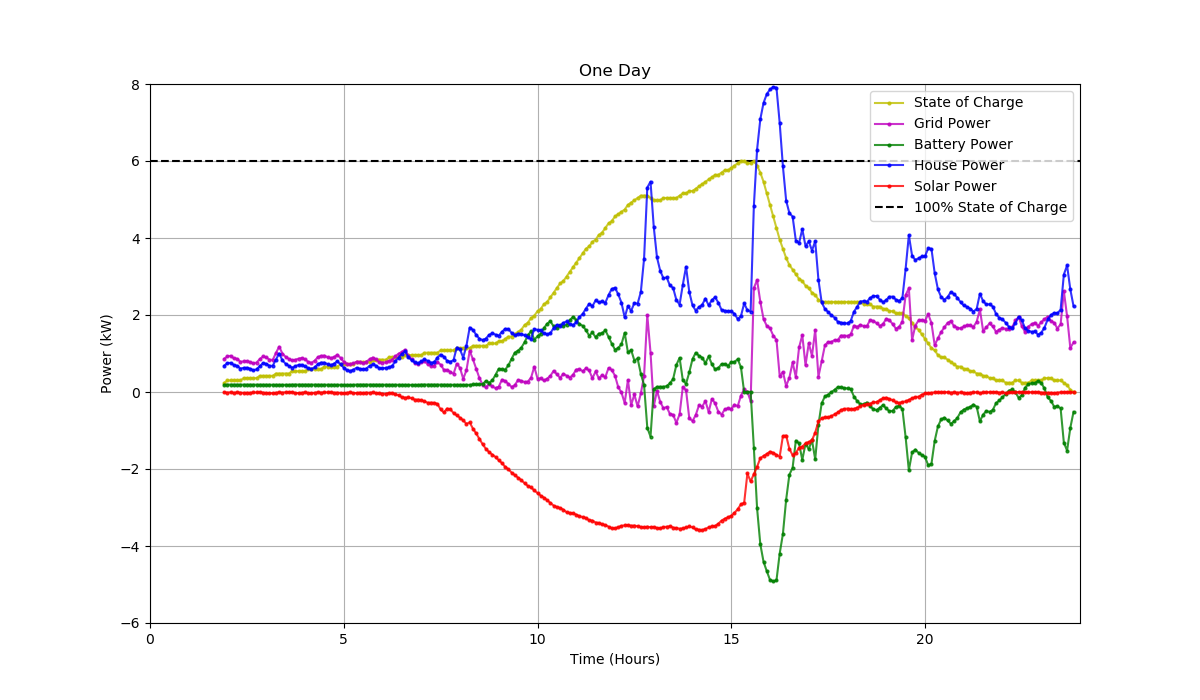 One Day
Power (kW)
8
6
4
2
0
−2
−4
−6
0
5
10
15
20
Time (Hours)
State of Charge
Grid Power
Battery Power
House Power
Solar Power
100% State of Charge